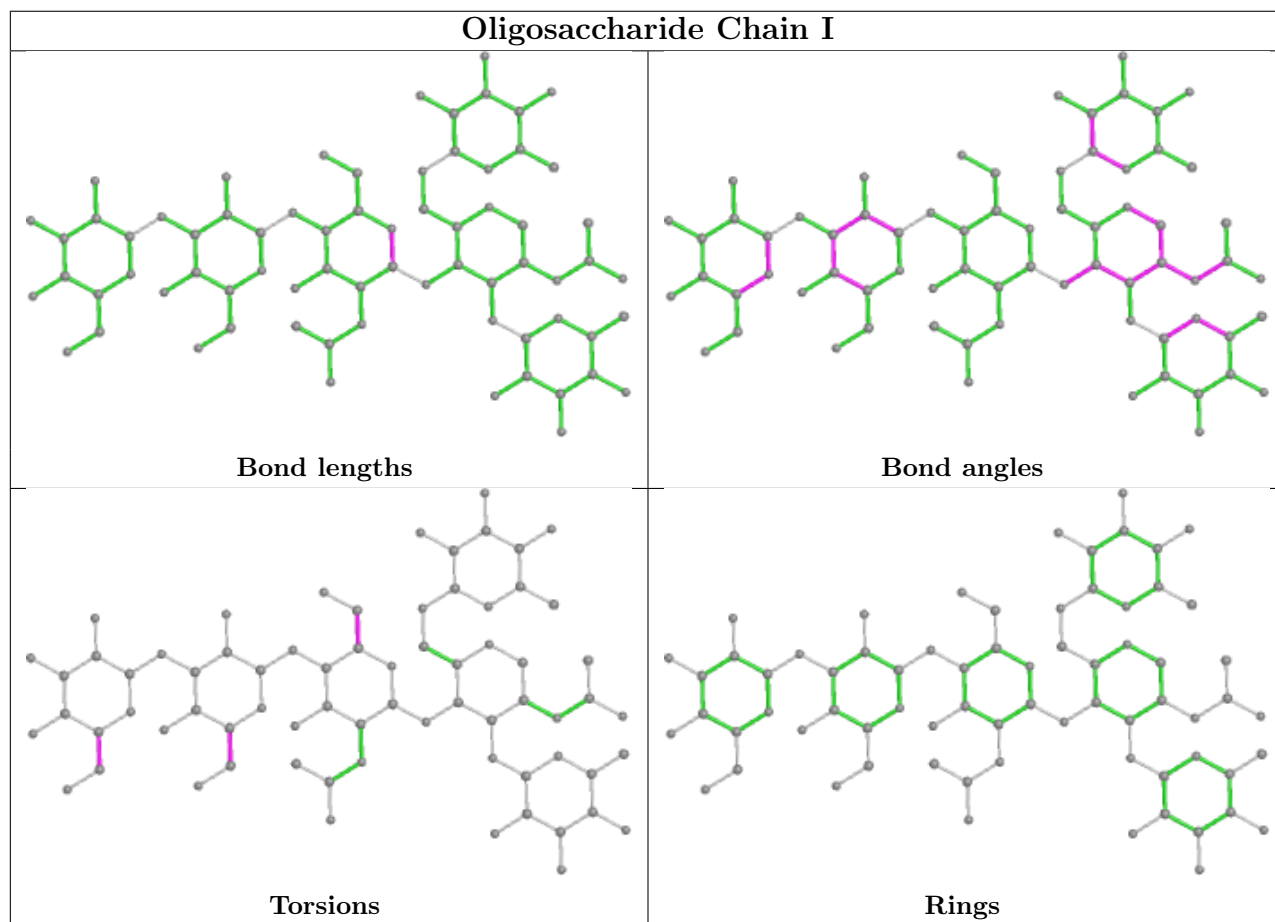 Oligosaccharide Chain I
Bond lengths
Bond angles
Torsions
Rings